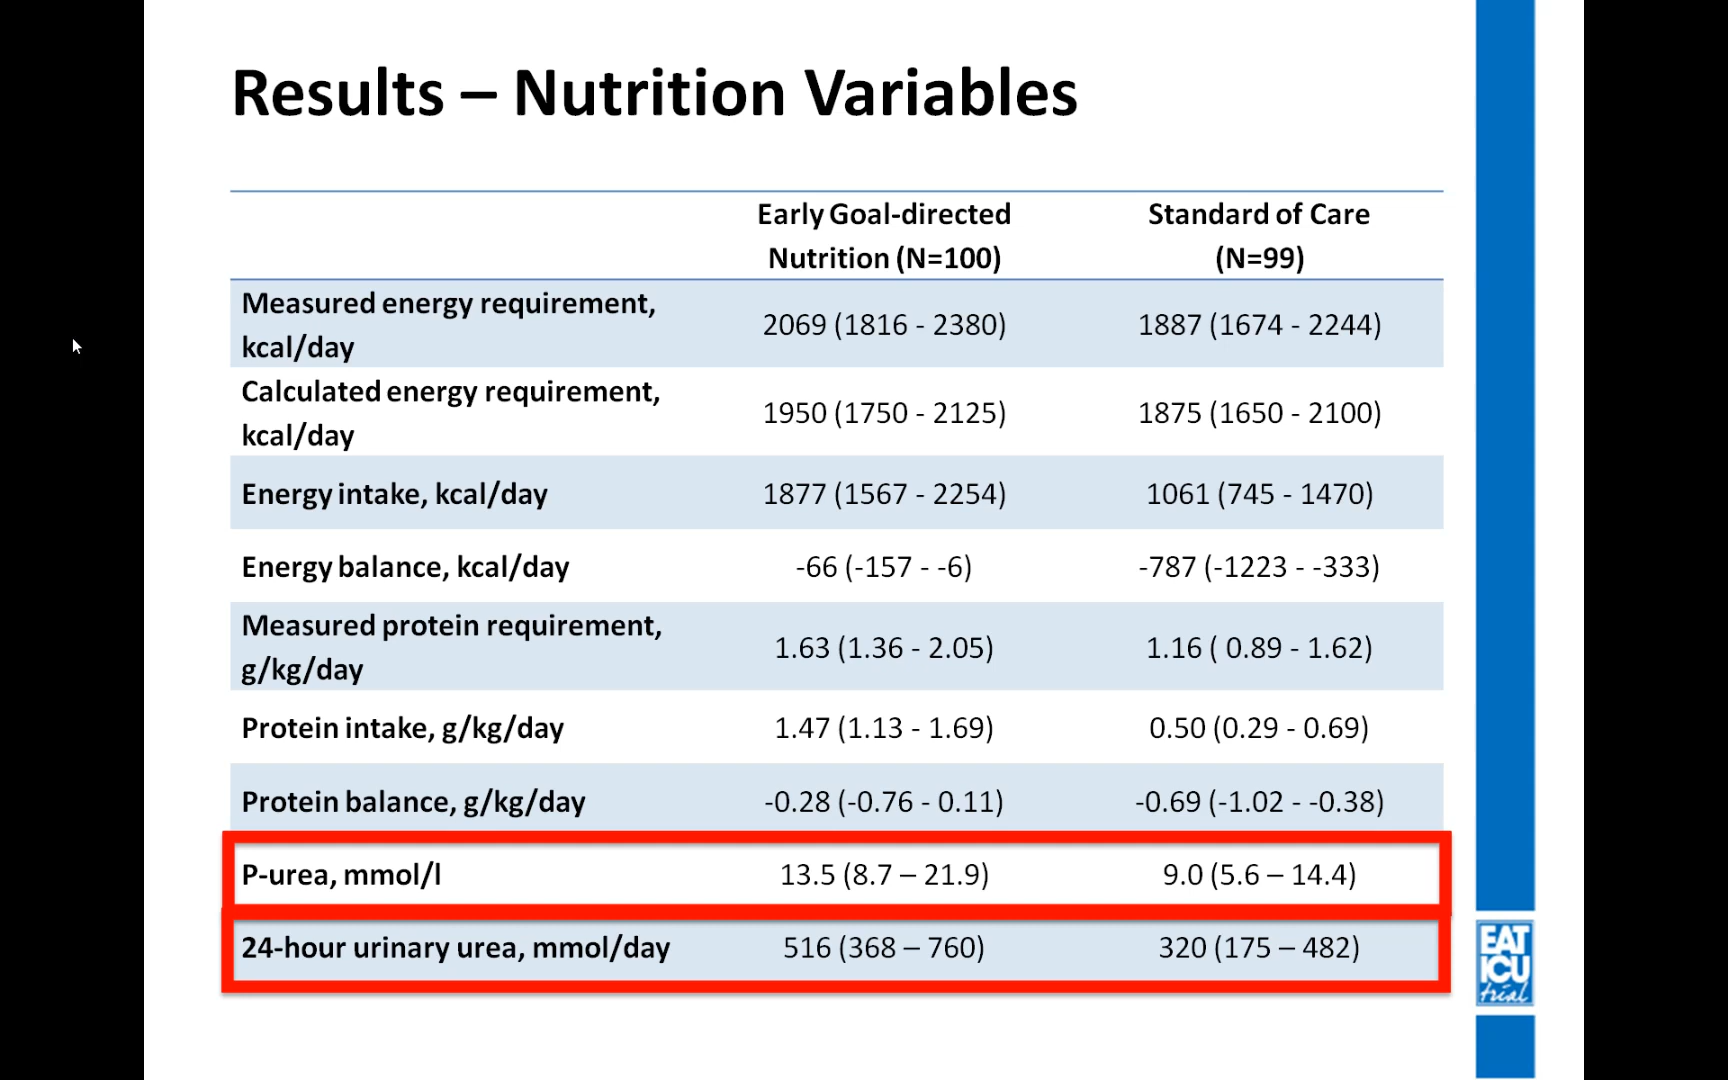 Results – Nutrition Variables
Early Goal-directed Standard of Care
Nutrition (N=100) (N=99)
Measured energy requirement,
kcal/day 2069 (1816 - 2380) 1887 (1674 - 2244)
Calculated energy requirement,
kcal/day 1950 (1750 - 2125) 1875 (1650 - 2100)
Energy intake, kcal/day 1877 (1567 - 2254) 1061 (745 - 1470)
Energy balance, kcal/day -66 (-157 - -6) -787 (-1223 - -333)
Measured protein requirement,
g/kg/day 1.63 (1.36 - 2.05) 1.16 ( 0.89 - 1.62)
Protein intake, g/kg/day 1.47 (1.13 - 1.69) 0.50 (0.29 - 0.69)
Protein balance, g/kg/day -0.28 (-0.76 - 0.11) -0.69 (-1.02 - -0.38)
P-urea, mmol/l 13.5 (8.7 – 21.9) 9.0 (5.6 – 14.4)
24-hour urinary urea, mmol/day 516 (368 – 760) 320 (175 – 482)
EAT
ICU
trial